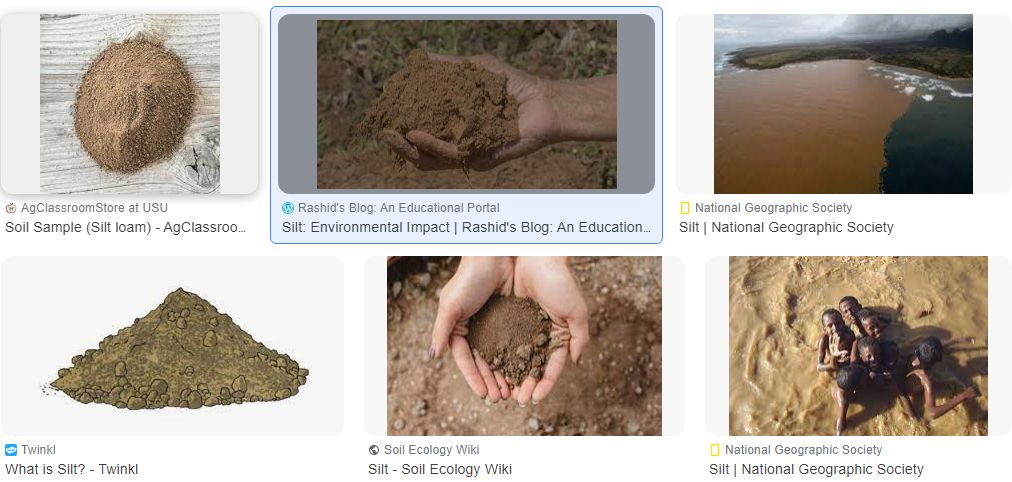 AgClassroomStore at USU
Soil Sample (Silt loam) - AgClassroo...
Rashid's Blog: An Educational Portal
Silt: Environmental Impact | Rashid's Blog: An Education...
National Geographic Society
Silt | National Geographic Society
Twinkl
What is Silt? - Twinkl
Soil Ecology Wiki
Silt - Soil Ecology Wiki
National Geographic Society
Silt | National Geographic Society